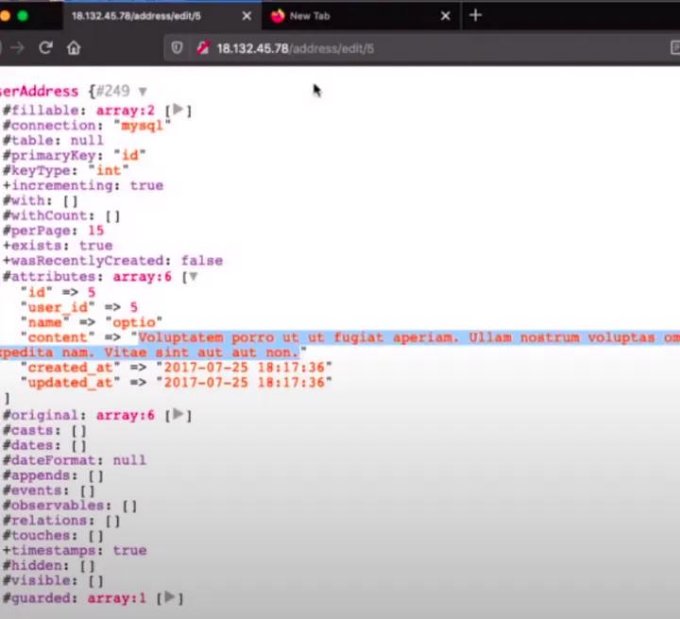 18.132.45.78/address/edit/5
New Tab
18.132.45.78/address/edit/5
serAddress {#249 ▼
#fillable: array:2 [▶]
#connection: "mysql"
#table: null
#primaryKey: "id"
#keyType: "int"
+incrementing: true
#with: []
#withCount: []
#perPage: 15
+exists: true
+wasRecentlyCreated: false
#attributes: array:6 [▼
"id" => 5
"user_id" => 5
"name" => "optio"
"content" => "Voluptatem porro ut ut fugiat aperiam. Ullam nostrum voluptas om
xpedita nam. Vitae sint aut aut non."
"created_at" => "2017-07-25 18:17:36"
"updated_at" => "2017-07-25 18:17:36"
]
#original: array:6 [▶]
#casts: []
#dates: []
#dateFormat: null
#appends: []
#events: []
#observables: []
#relations: []
#touches: []
+timestamps: true
#hidden: []
#visible: []
#guarded: array:1 [▶]